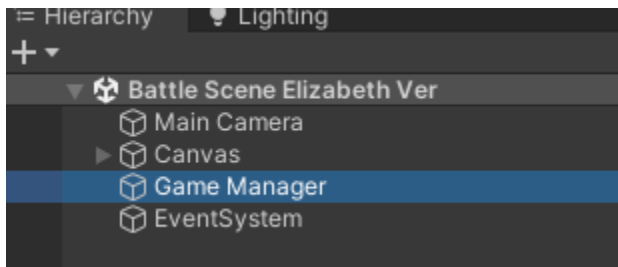 Hierarchy Lighting
Battle Scene Elizabeth Ver
Main Camera
Canvas
Game Manager
EventSystem